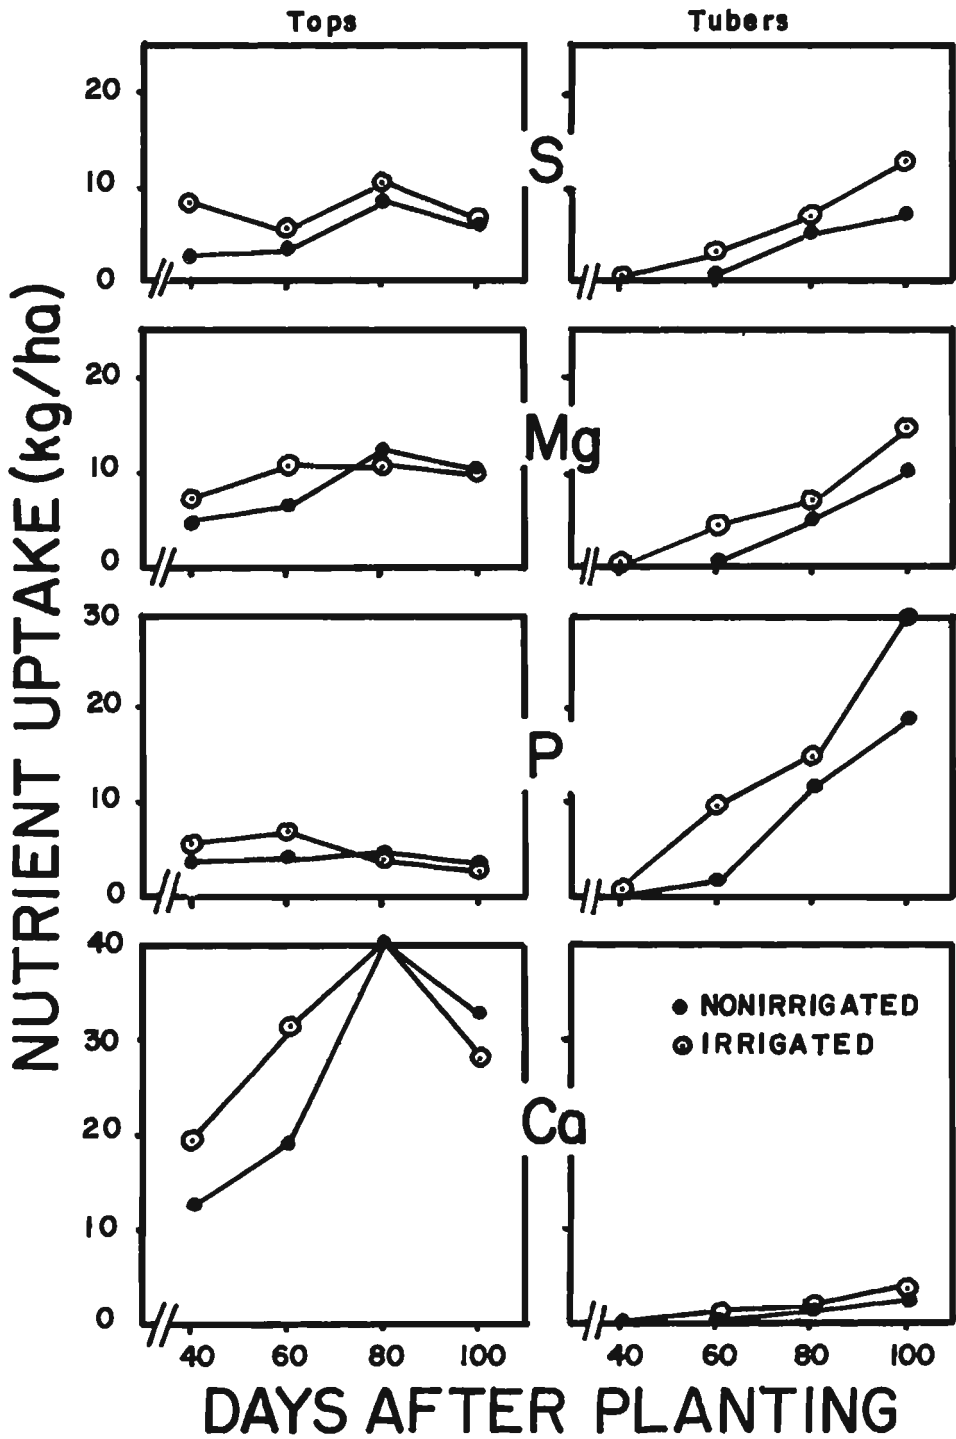 Tops
Tubers
20
10
0
S
20
10
0
Mg
30
20
10
0
P
40
30
20
10
0
Ca
NONIRRIGATED
IRRIGATED
40 60 80 100
40 60 80 100
NUTRIENT UPTAKE (kg/ha)
DAYS AFTER PLANTING